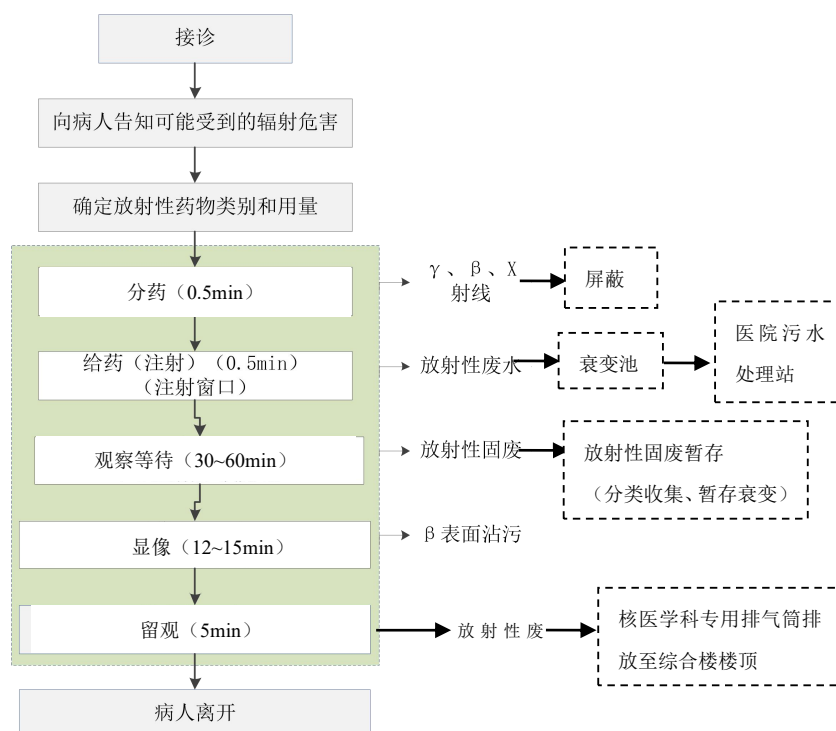 接诊
向病人告知可能受到的辐射危害
确定放射性药物类别和用量
分药（0.5min）
γ、β、X
射线
屏蔽
给药（注射）（0.5min）
（注射窗口）
放射性废水
衰变池
医院污水
处理站
观察等待（30~60min）
放射性固废
放射性固废暂存
（分类收集、暂存衰变）
显像（12~15min）
β表面沾污
留观（5min）
放射性废
核医学科专用排气筒排
放至综合楼楼顶
病人离开